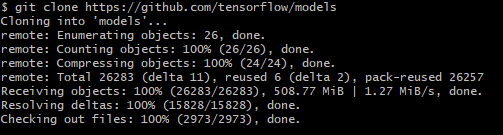 $ git clone https://github.com/tensorflow/models
Cloning into 'models'...
remote: Enumerating objects: 26, done.
remote: Counting objects: 100% (26/26), done.
remote: Compressing objects: 100% (24/24), done.
remote: Total 26283 (delta 11), reused 6 (delta 2), pack-reused 26257
Receiving objects: 100% (26283/26283), 508.77 MiB | 1.27 MiB/s, done.
Resolving deltas: 100% (15828/15828), done.
Checking out files: 100% (2973/2973), done.